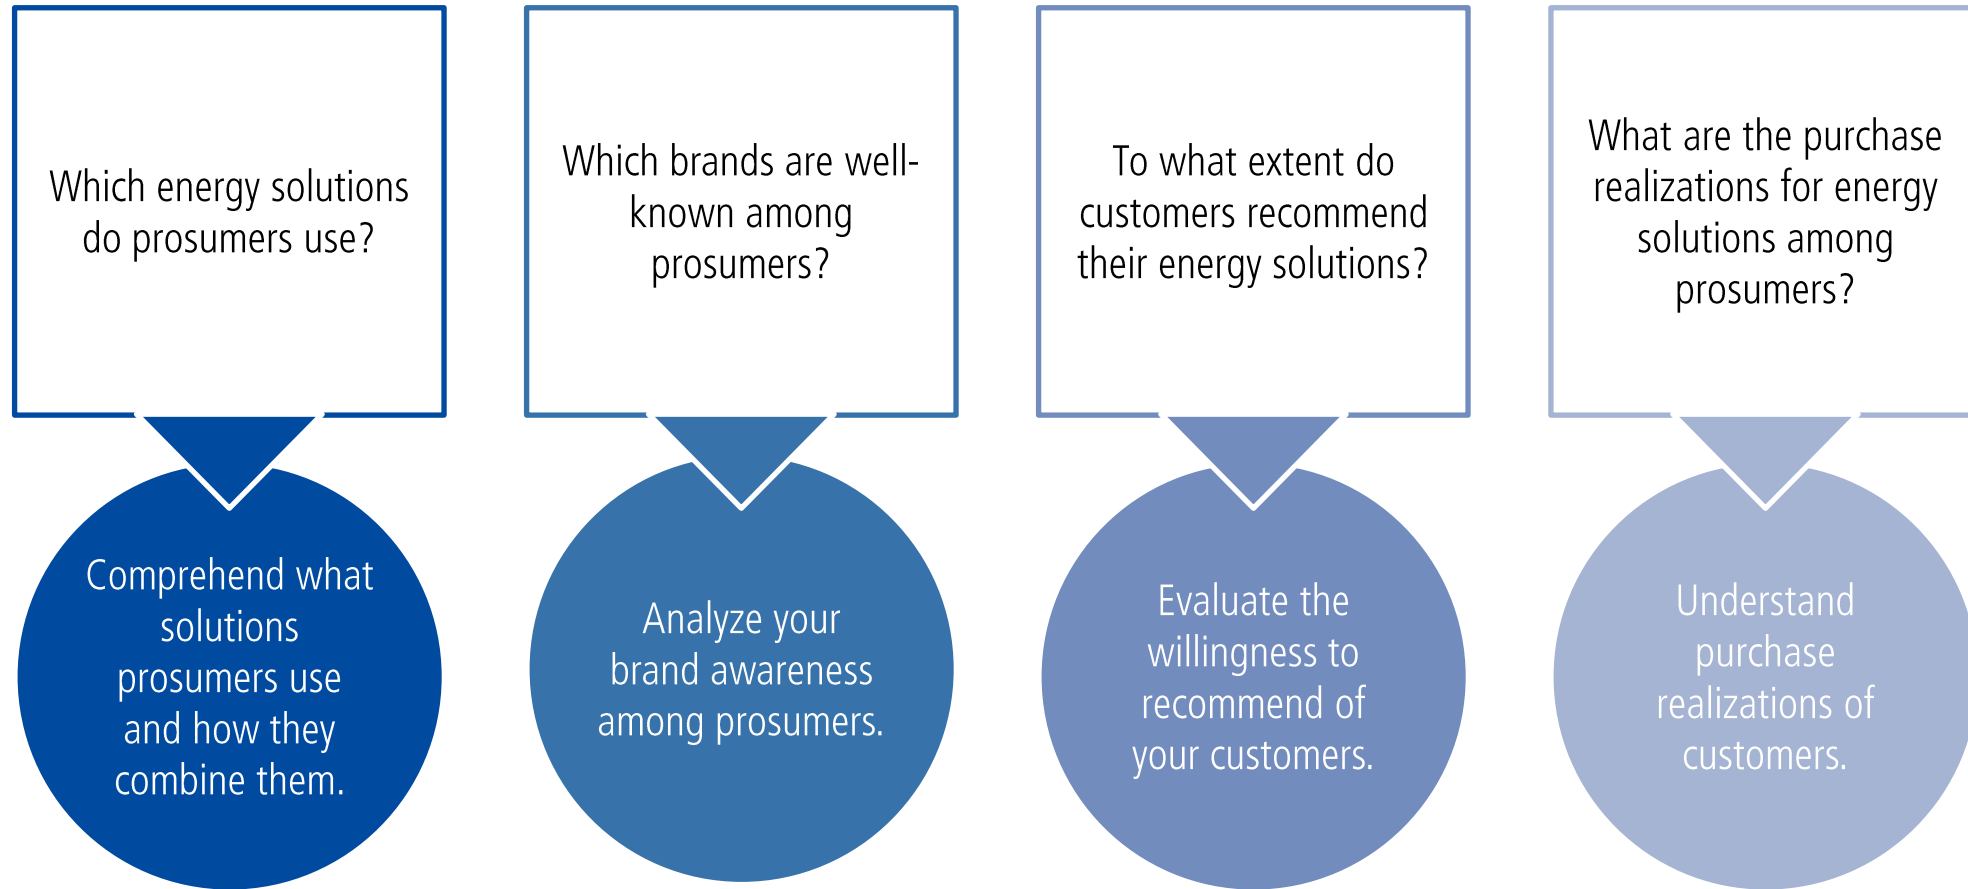 Which energy solutions
do prosumers use?
Which brands are well-
known among
prosumers?
To what extent do
customers recommend
their energy solutions?
What are the purchase
realizations for energy
solutions among
prosumers?
Comprehend what
solutions
prosumers use
and how they
combine them.
Analyze your
brand awareness
among prosumers.
Evaluate the
willingness to
recommend of
your customers.
Understand
purchase
realizations of
customers.